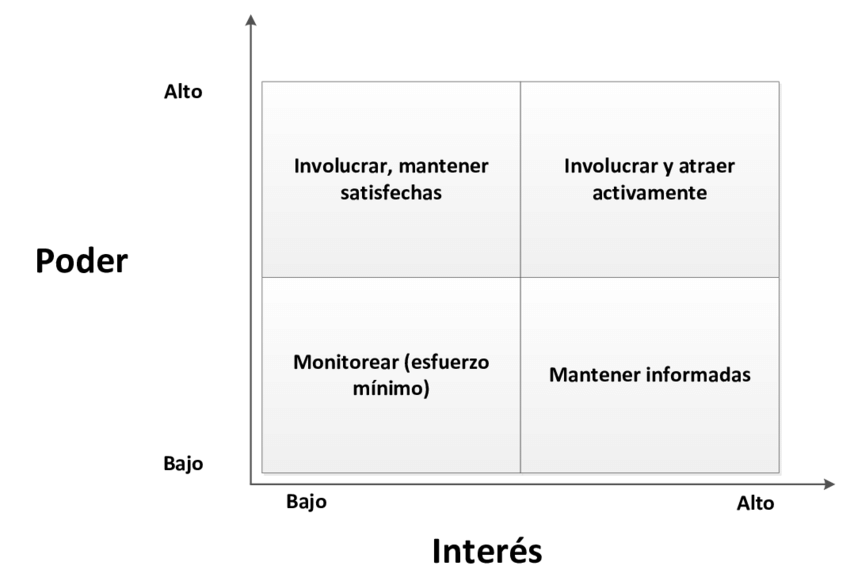 Alto
Involucrar, mantener
satisfechas
Involucrar y atraer
activamente
Poder
Monitorear (esfuerzo
mínimo)
Mantener informadas
Bajo
Bajo
Alto
Interés